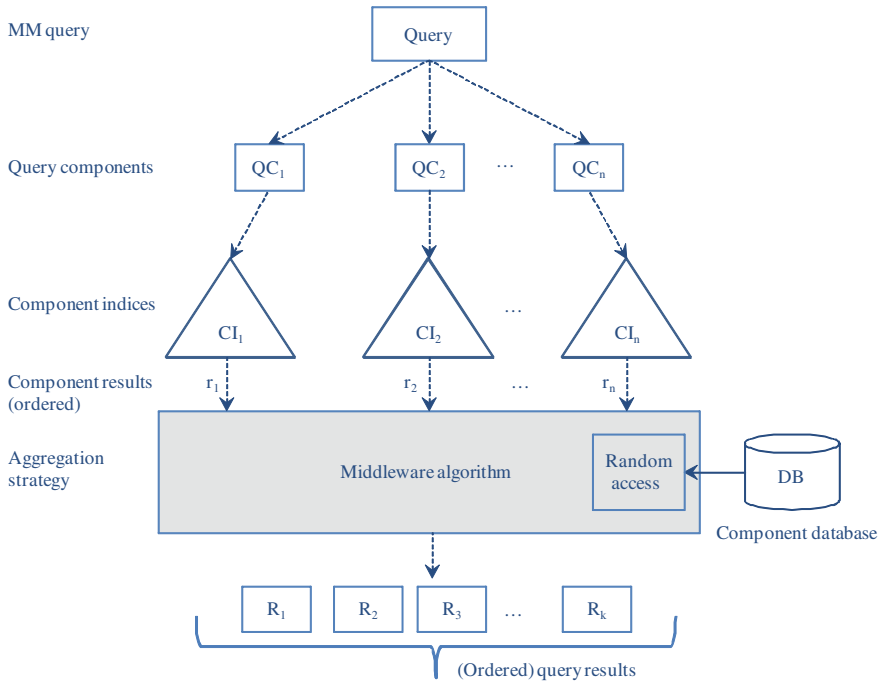 MM query
Query
Query components
QC₁
QC₂
...
QCₙ
Component indices
CI₁
CI₂
...
CIₙ
Component results
(ordered)
r₁
r₂
...
rₙ
Aggregation
strategy
Middleware algorithm
Random
access
DB
Component database
R₁
R₂
R₃
...
Rₖ
(Ordered) query results